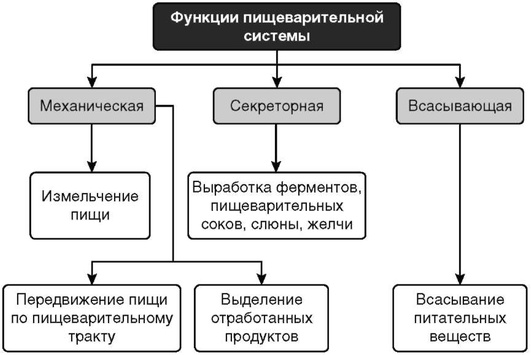 Функции пищеварительной
системы
Механическая
Секреторная
Всасывающая
Измельчение
пищи
Выработка ферментов,
пищеварительных
соков, слюны, желчи
Передвижение пищи
по пищеварительному
тракту
Выделение
отработанных
продуктов
Всасывание
питательных
веществ